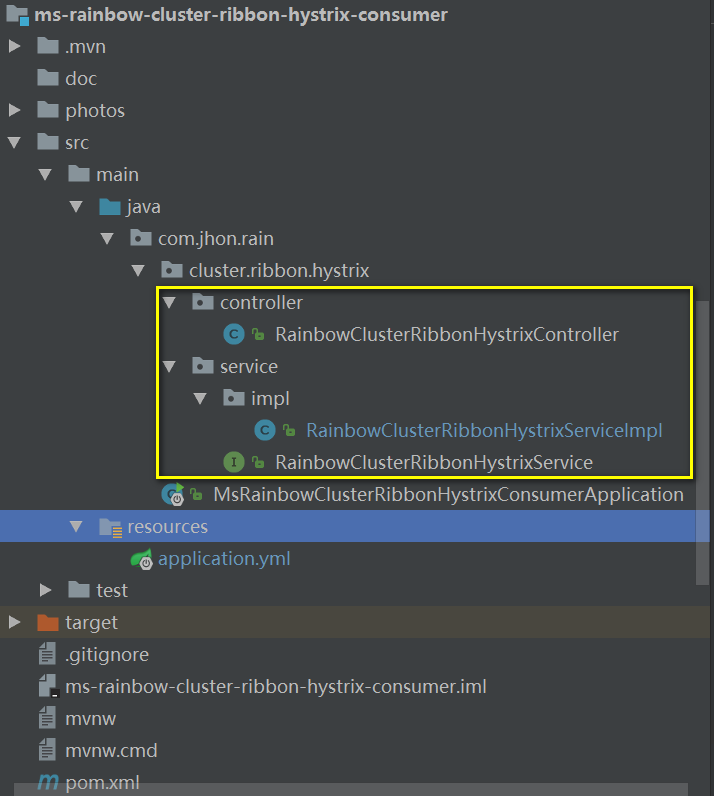 ms-rainbow-cluster-ribbon-hystrix-consumer
.mvn
doc
photos
src
main
java
com.jhon.rain
cluster.ribbon.hystrix
controller
C RainbowClusterRibbonHystrixController
service
impl
C RainbowClusterRibbonHystrixServiceImpl
I RainbowClusterRibbonHystrixService
MsRainbowClusterRibbonHystrixConsumerApplication
resources
application.yml
test
target
.gitignore
ms-rainbow-cluster-ribbon-hystrix-consumer.iml
mvnw
mvnw.cmd
m pom.xml